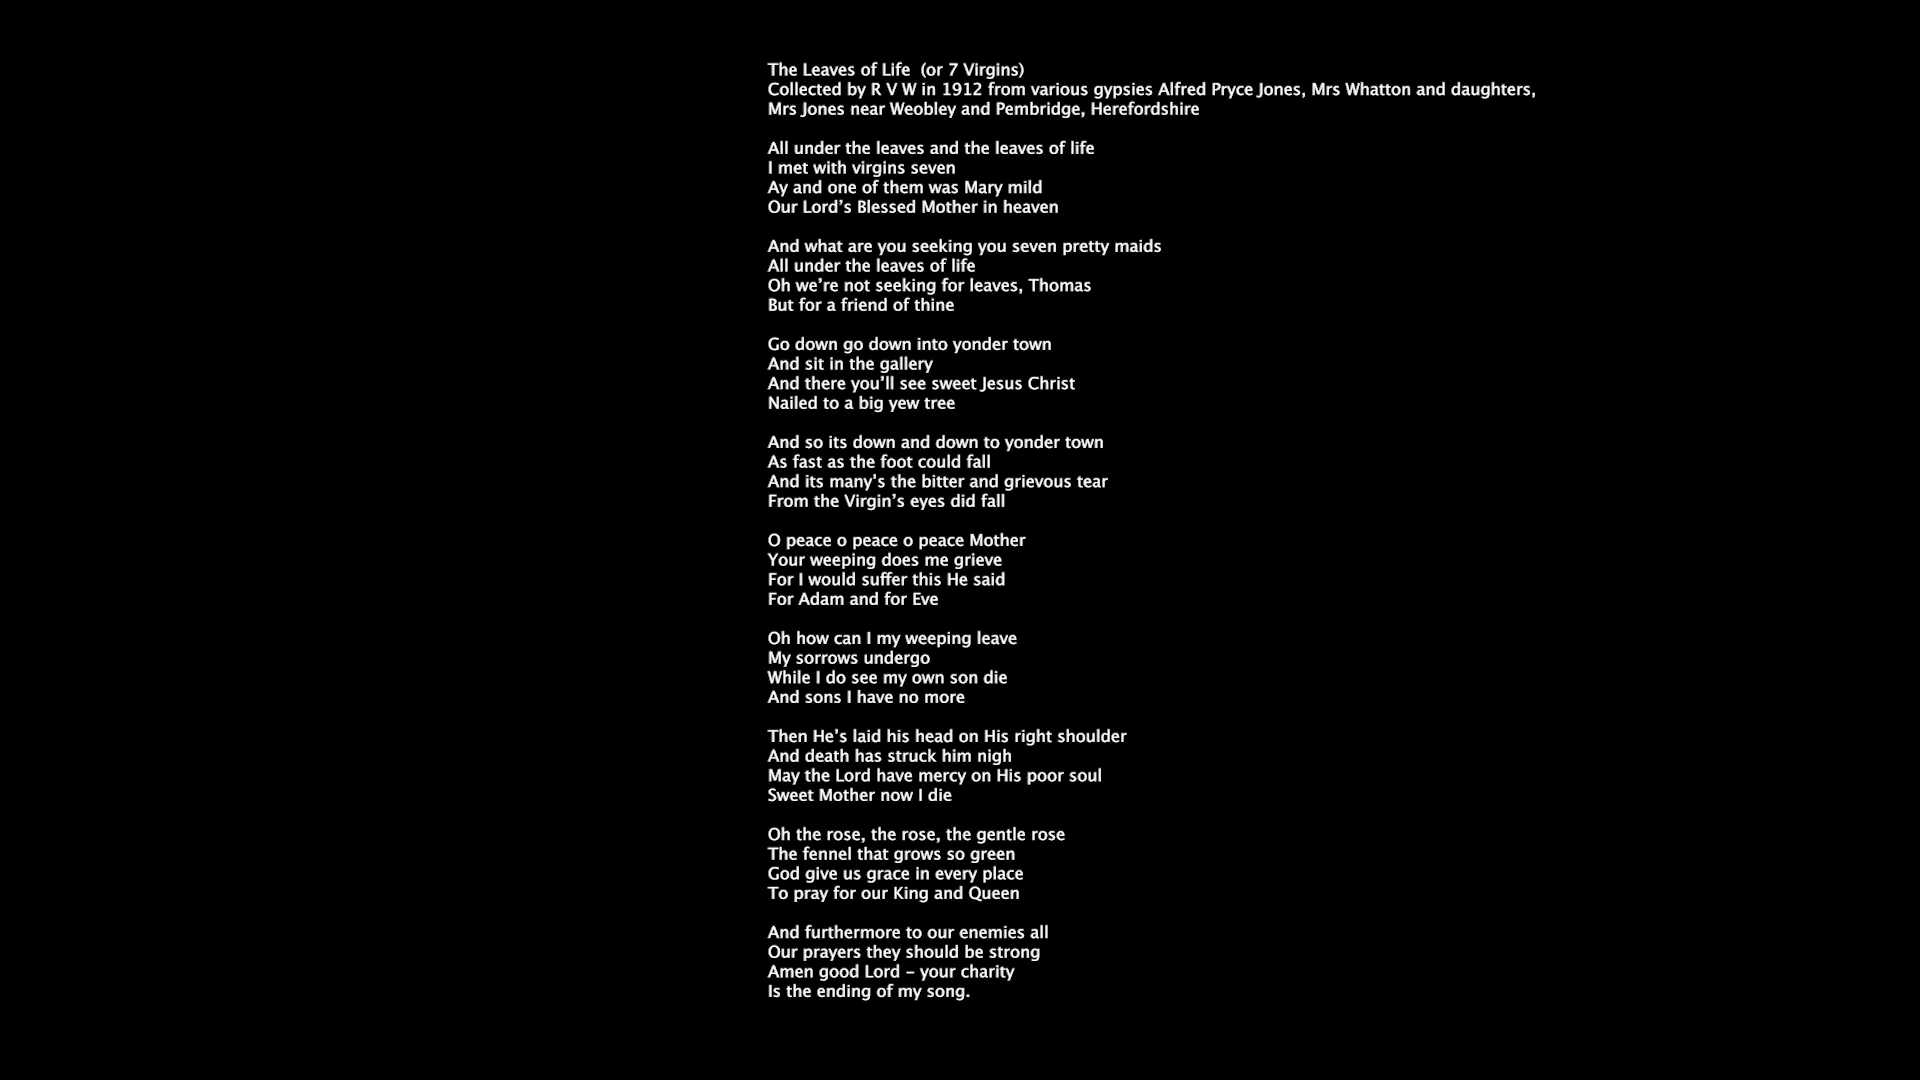 The Leaves of Life  (or 7 Virgins)
Collected by R V W in 1912 from various gypsies Alfred Pryce Jones, Mrs Whatton and daughters,
Mrs Jones near Weobley and Pembridge, Herefordshire

All under the leaves and the leaves of life
I met with virgins seven
Ay and one of them was Mary mild
Our Lord’s Blessed Mother in heaven

And what are you seeking you seven pretty maids
All under the leaves of life
Oh we’re not seeking for leaves, Thomas
But for a friend of thine

Go down go down into yonder town
And sit in the gallery
And there you’ll see sweet Jesus Christ
Nailed to a big yew tree

And so its down and down to yonder town
As fast as the foot could fall
And its many’s the bitter and grievous tear
From the Virgin’s eyes did fall

O peace o peace o peace Mother
Your weeping does me grieve
For I would suffer this He said
For Adam and for Eve

Oh how can I my weeping leave
My sorrows undergo
While I do see my own son die
And sons I have no more

Then He’s laid his head on His right shoulder
And death has struck him nigh
May the Lord have mercy on His poor soul
Sweet Mother now I die

Oh the rose, the rose, the gentle rose
The fennel that grows so green
God give us grace in every place
To pray for our King and Queen

And furthermore to our enemies all
Our prayers they should be strong
Amen good Lord – your charity
Is the ending of my song.